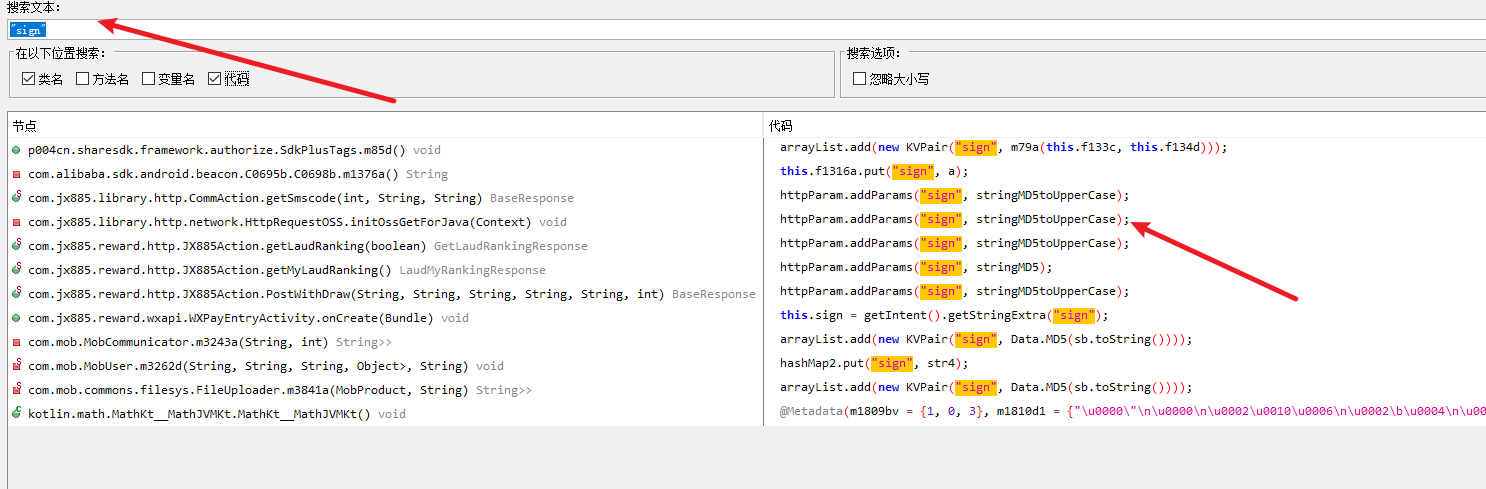 搜索文本：
"sign"
在以下位置搜索： 搜索选项：
类名 方法名 变量名 代码 忽略大小写
节点 代码
p004cn.sharesdk.framework.authorize.SdkPlusTags.m85d() void arrayList.add(new KVPair("sign", m79a(this.f133c, this.f134d)));
com.alibaba.sdk.android.beacon.C0695b.C0698b.m1376a() String this.f1316a.put("sign", a);
com.jx885.library.http.CommAction.getSmscode(int, String, String) BaseResponse httpParam.addParams("sign", stringMD5toUpperCase);
com.jx885.library.http.network.HttpRequestOSS.initOssGetForJava(Context) void httpParam.addParams("sign", stringMD5toUpperCase);
com.jx885.reward.http.JX885Action.getLaudRanking(boolean) GetLaudRankingResponse httpParam.addParams("sign", stringMD5toUpperCase);
com.jx885.reward.http.JX885Action.getMyLaudRanking() LaudMyRankingResponse httpParam.addParams("sign", stringMD5);
com.jx885.reward.http.JX885Action.PostWithDraw(String, String, String, String, String, int) BaseResponse httpParam.addParams("sign", stringMD5toUpperCase);
com.jx885.reward.wxapi.WXPayEntryActivity.onCreate(Bundle) void this.sign = getIntent().getStringExtra("sign");
com.mob.MobCommunicator.m3243a(String, int) String>> arrayList.add(new KVPair("sign", Data.MD5(sb.toString())));
com.mob.MobUser.m3262d(String, String, String, Object>, String) void hashMap2.put("sign", str4);
com.mob.commons.filesys.FileUploader.m3841a(MobProduct, String) String>> arrayList.add(new KVPair("sign", Data.MD5(sb.toString())));
kotlin.math.MathKt__MathJVMKt.MathKt__MathJVMKt() void @Metadata(m1809bv = {1, 0, 3}, m1810d1 = {"\u0000\"\n\u0000\n\u0002\u0010\u0006\n\u0002\b\u0004\n\u00